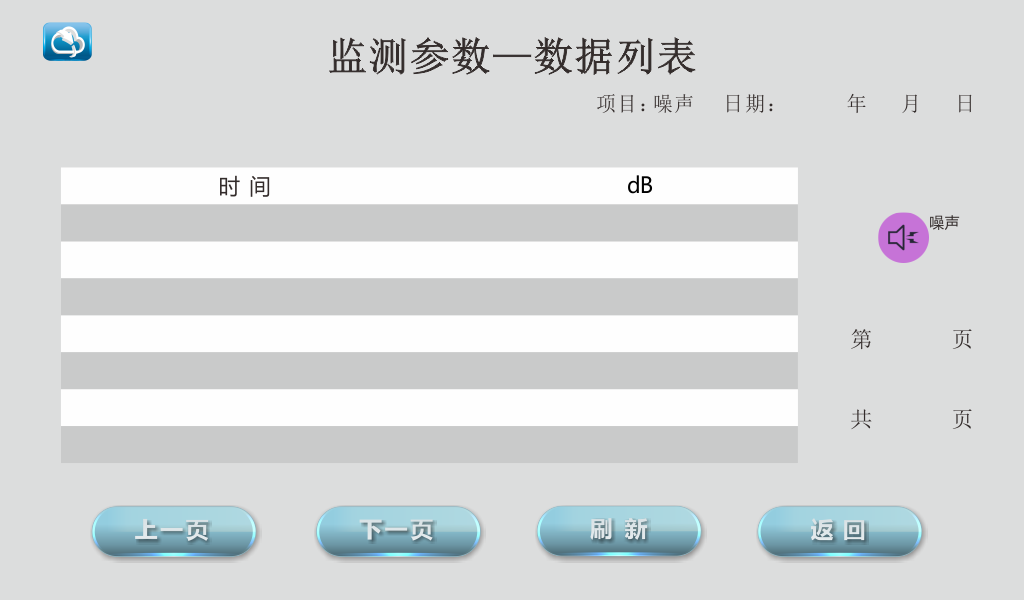 监测参数—数据列表
项目：噪声 日期： 年 月 日
时间 dB
噪声
第 页
共 页
上一页 下一页 刷新 返回